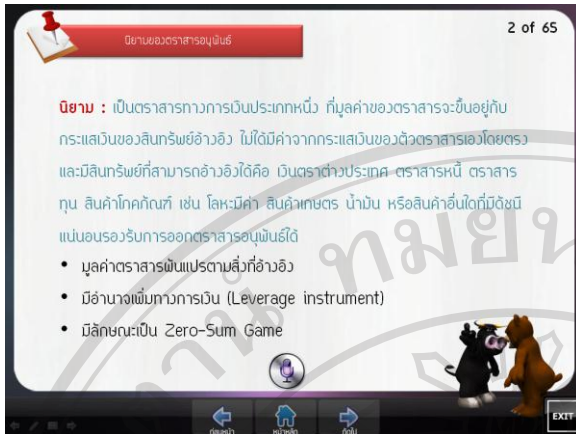 นิยามของตราสารอนุพันธ์
2 of 65
นิยาม : เป็นตราสารทางการเงินประเภทหนึ่ง ที่มูลค่าของตราสารจะขึ้นอยู่กับ
กระแสเงินของสินทรัพย์อ้างอิง ไม่ได้มีค่าจากกระแสเงินของตัวตราสารเองโดยตรง
และมีสินทรัพย์ที่สามารถอ้างอิงได้คือ เงินตราต่างประเทศ ตราสารหนี้ ตราสาร
ทุน สินค้าโภคภัณฑ์ เช่น โลหะมีค่า สินค้าเกษตร น้ำมัน หรือสินค้าอื่นใดที่มีดัชนี
แน่นอนรองรับการออกตราสารอนุพันธ์ได้
• มูลค่าตราสารผันแปรตามสิ่งที่อ้างอิง
• มีอำนาจเพิ่มทางการเงิน (Leverage instrument)
• มีลักษณะเป็น Zero-Sum Game
ก่อนหน้า
หน้าหลัก
ถัดไป
EXIT